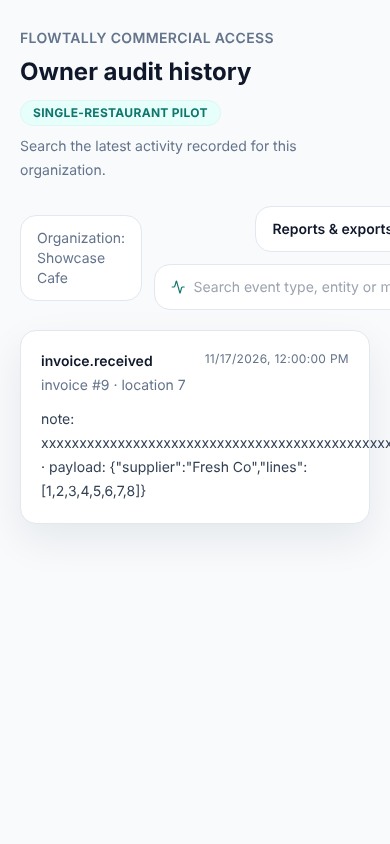 FLOWTALLY COMMERCIAL ACCESS
Owner audit history
SINGLE-RESTAURANT PILOT
Search the latest activity recorded for this
organization.
Organization:
Showcase
Cafe
Reports & exports
Search event type, entity or m
invoice.received
11/17/2026, 12:00:00 PM
invoice #9 · location 7
note:
xxxxxxxxxxxxxxxxxxxxxxxxxxxxxxxxxxxxxxxxxxxxxx
· payload: {"supplier":"Fresh Co","lines":
[1,2,3,4,5,6,7,8]}